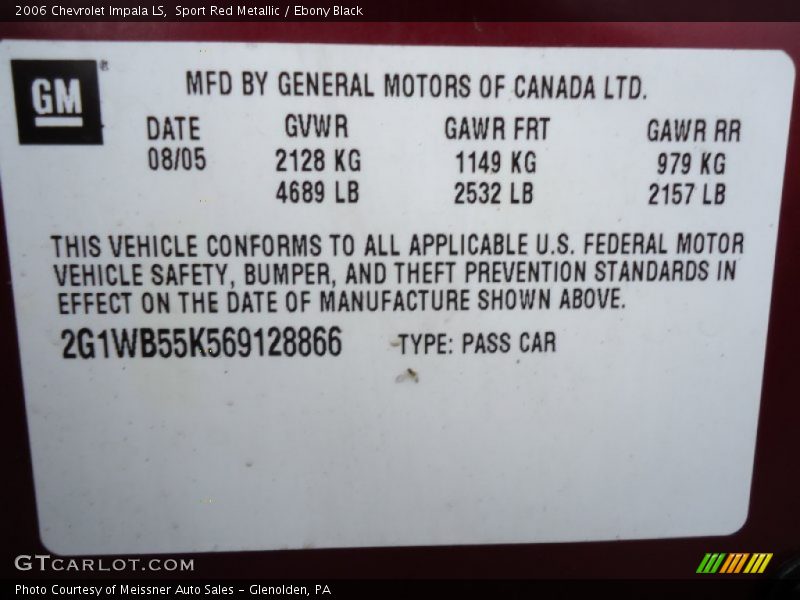 2006 Chevrolet Impala LS, Sport Red Metallic / Ebony Black
GM ®
MFD BY GENERAL MOTORS OF CANADA LTD.
DATE GVWR GAWR FRT GAWR RR
08/05 2128 KG 1149 KG 979 KG
4689 LB 2532 LB 2157 LB
THIS VEHICLE CONFORMS TO ALL APPLICABLE U.S. FEDERAL MOTOR
VEHICLE SAFETY, BUMPER, AND THEFT PREVENTION STANDARDS IN
EFFECT ON THE DATE OF MANUFACTURE SHOWN ABOVE.
2G1WB55K569128866 TYPE: PASS CAR
GTCARLOT.COM
Photo Courtesy of Meissner Auto Sales - Glenolden, PA